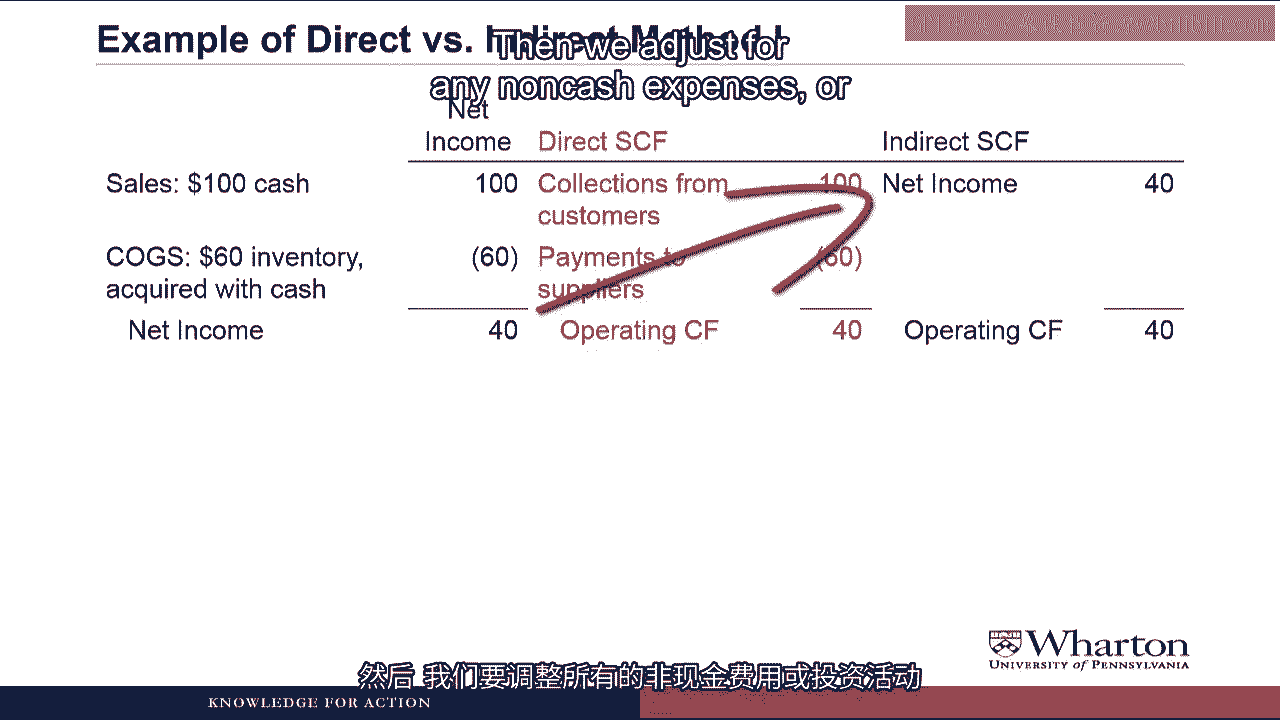 Example of Direct vs. Indirect Method I
Then we adjust for
any noncash expenses, or
Net
Income Direct SCF Indirect SCF
Sales: $100 cash 100 Collections from 100 Net Income 40
customers
COGS: $60 inventory, (60) Payments to (60)
acquired with cash suppliers
Net Income 40 Operating CF 40 Operating CF 40
Wharton
UNIVERSITY of PENNSYLVANIA
然后 我们要调整所有的非现金费用或投资活动
KNOWLEDGE FOR ACTION